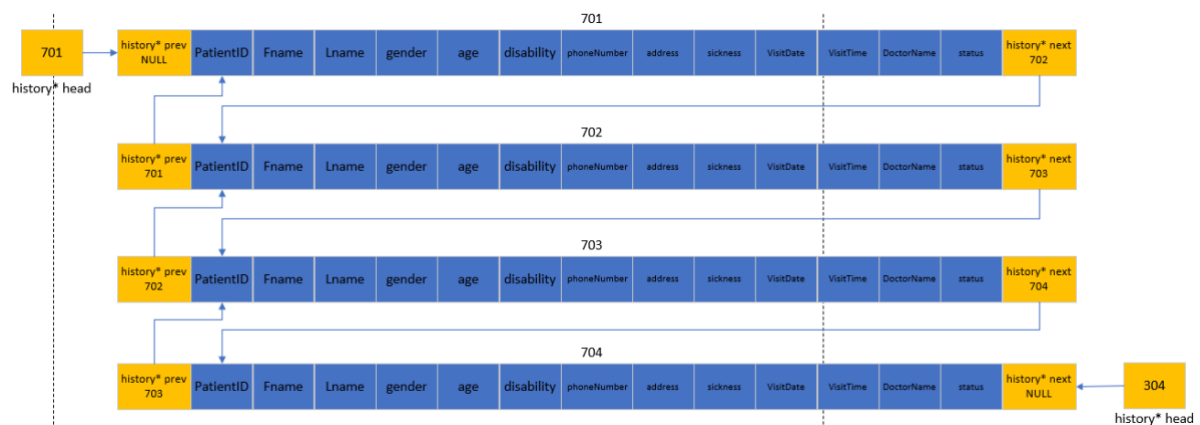 701
701
history* head
history* prev
NULL
PatientID
Fname
Lname
gender
age
disability
phoneNumber
address
sickness
VisitDate
VisitTime
DoctorName
status
history* next
702
702
history* prev
701
PatientID
Fname
Lname
gender
age
disability
phoneNumber
address
sickness
VisitDate
VisitTime
DoctorName
status
history* next
703
703
history* prev
702
PatientID
Fname
Lname
gender
age
disability
phoneNumber
address
sickness
VisitDate
VisitTime
DoctorName
status
history* next
704
704
history* prev
703
PatientID
Fname
Lname
gender
age
disability
phoneNumber
address
sickness
VisitDate
VisitTime
DoctorName
status
history* next
NULL
304
history* head